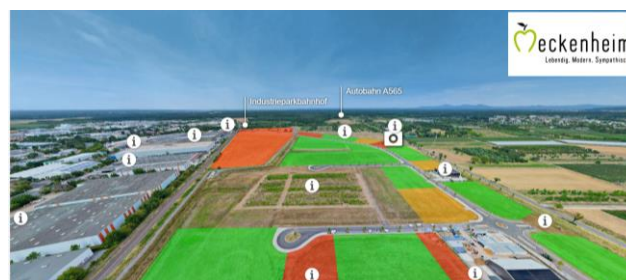 Meckenheim
Lebendig. Modern. Sympathisch
Autobahn A565
Industrieparkbahnhof